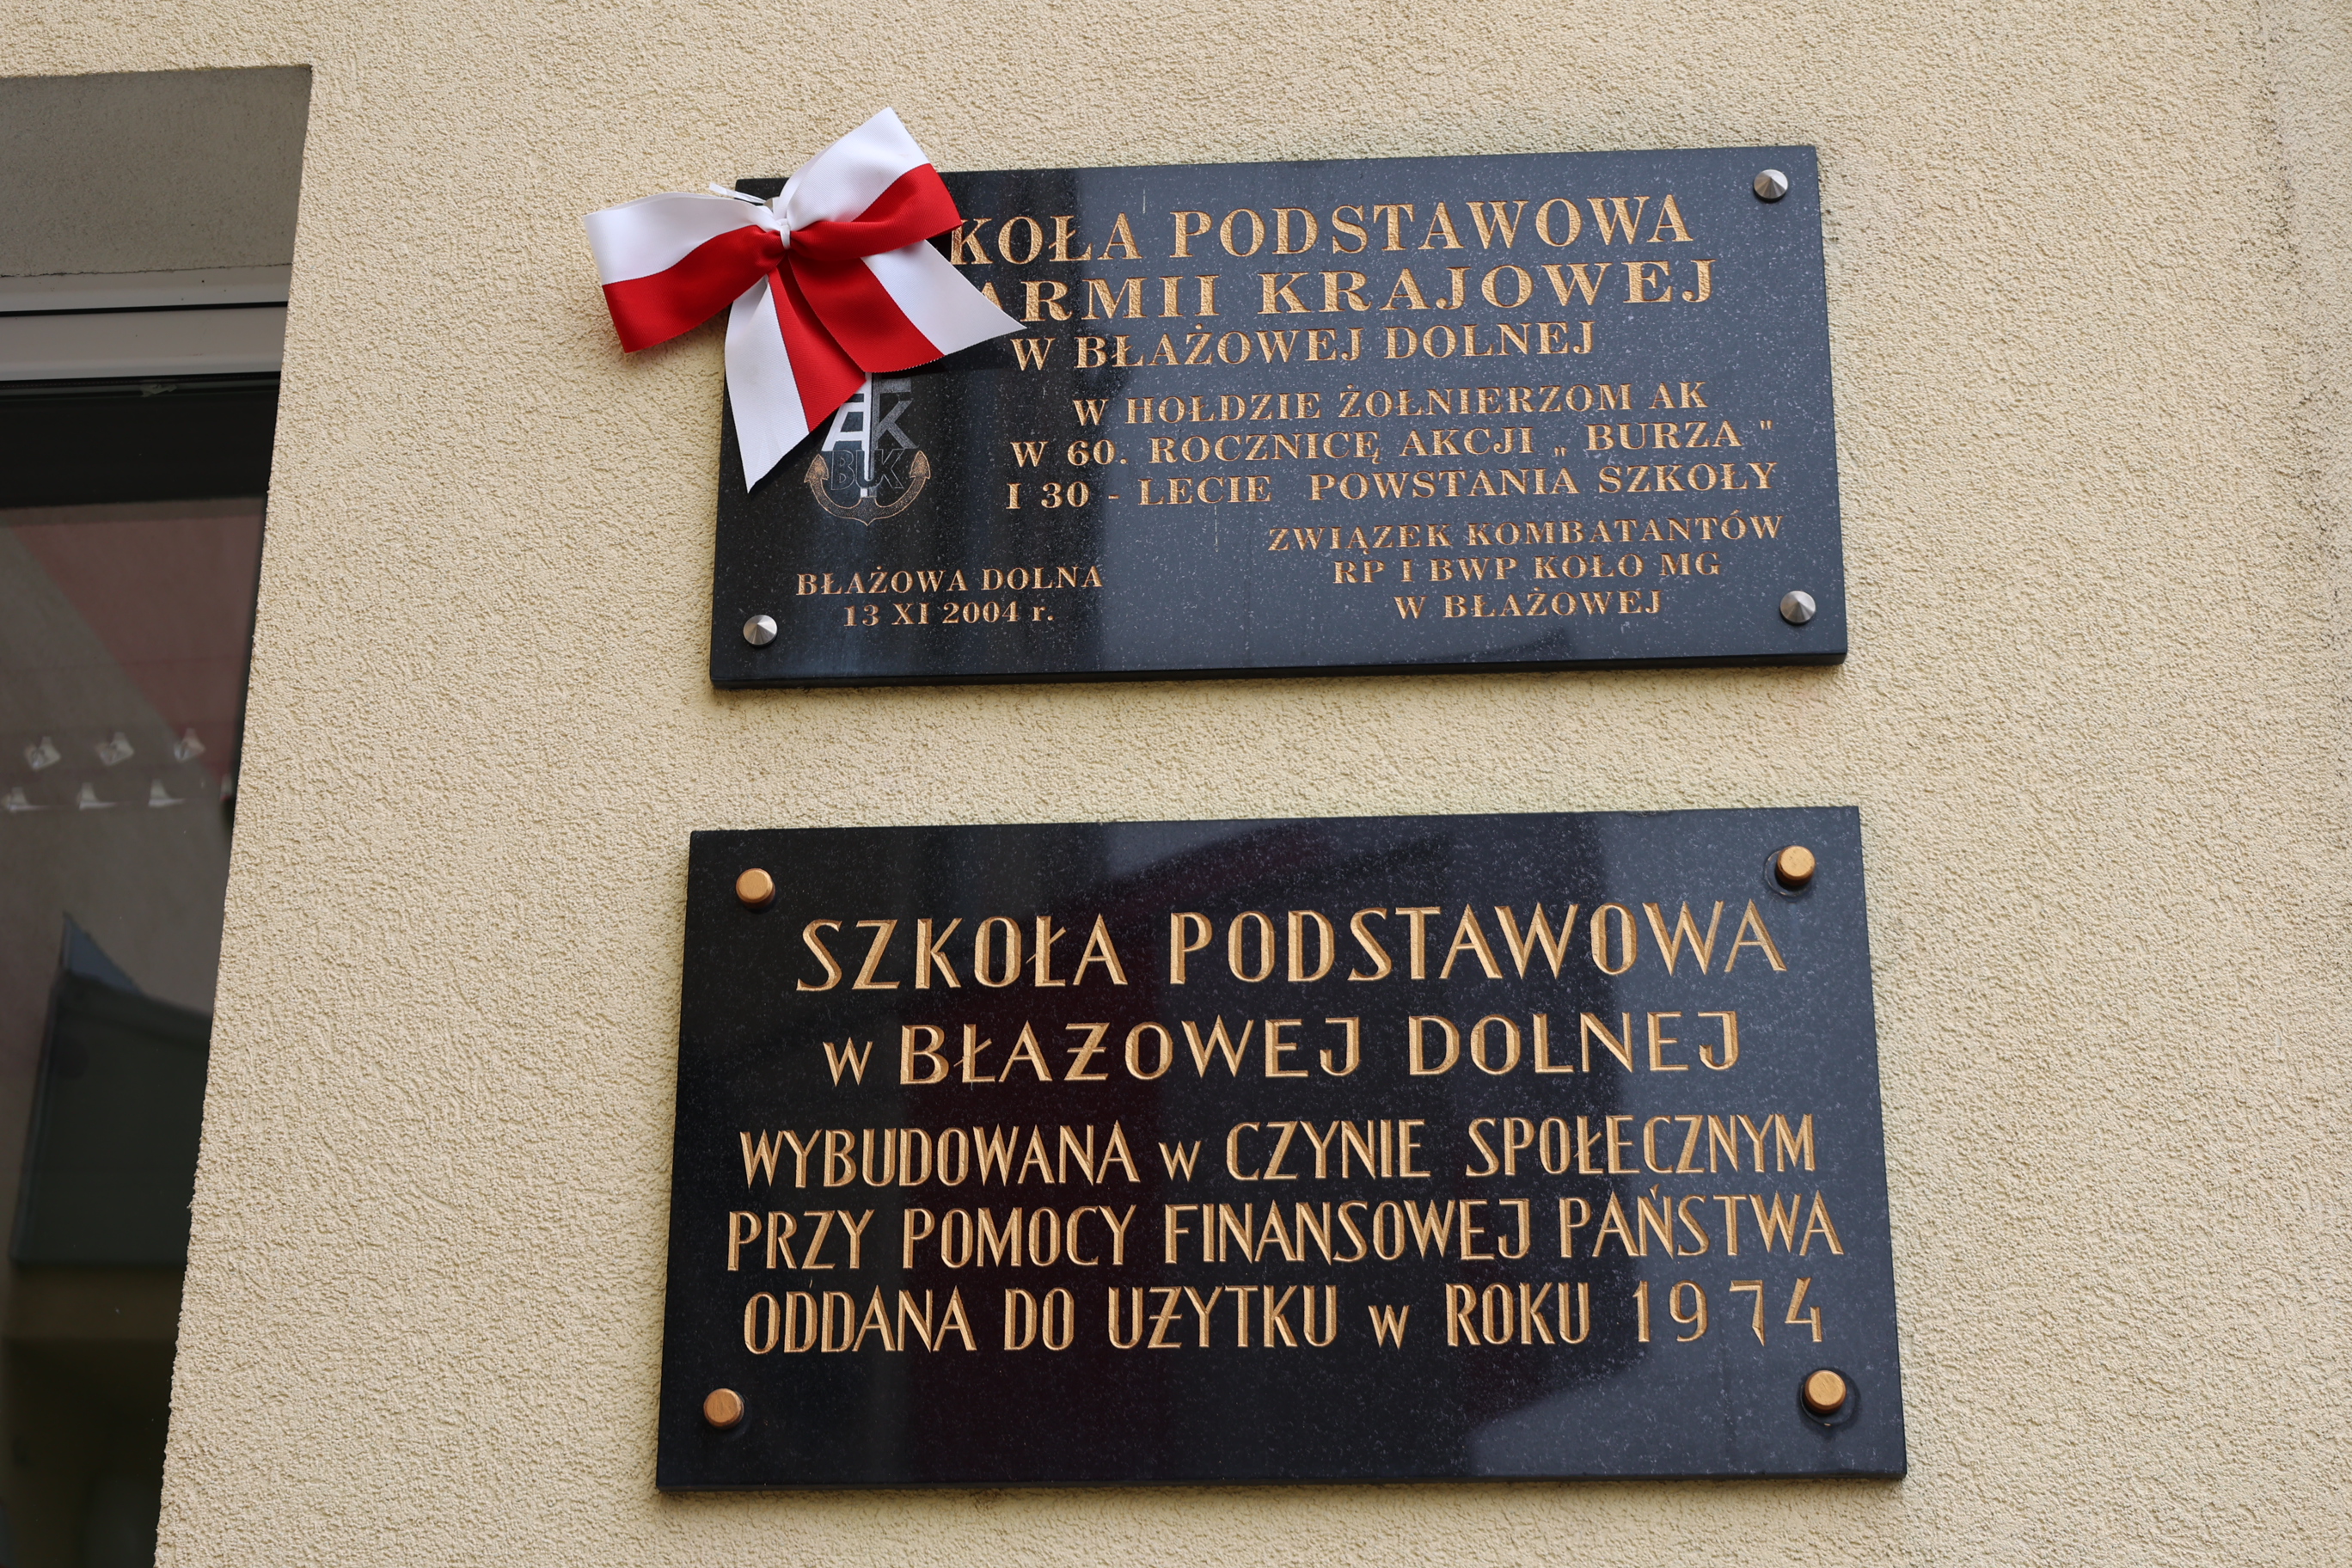 KOŁA PODSTAWOWA
ARMII KRAJOWEJ
W BŁAŻOWEJ DOLNEJ
W HOŁDZIE ŻOŁNIERZOM AK
W 60. ROCZNICĘ AKCJI „ BURZA "
I 30 - LECIE POWSTANIA SZKOŁY
AK
BUK
ZWIĄZEK KOMBATANTÓW
RP I BWP KOŁO MG
W BŁAŻOWEJ
BŁAŻOWA DOLNA
13 XI 2004 r.
SZKOŁA PODSTAWOWA
w BŁAŻOWEJ DOLNEJ
WYBUDOWANA w CZYNIE SPOŁECZNYM
PRZY POMOCY FINANSOWEJ PAŃSTWA
ODDANA DO UŻYTKU w ROKU 1974